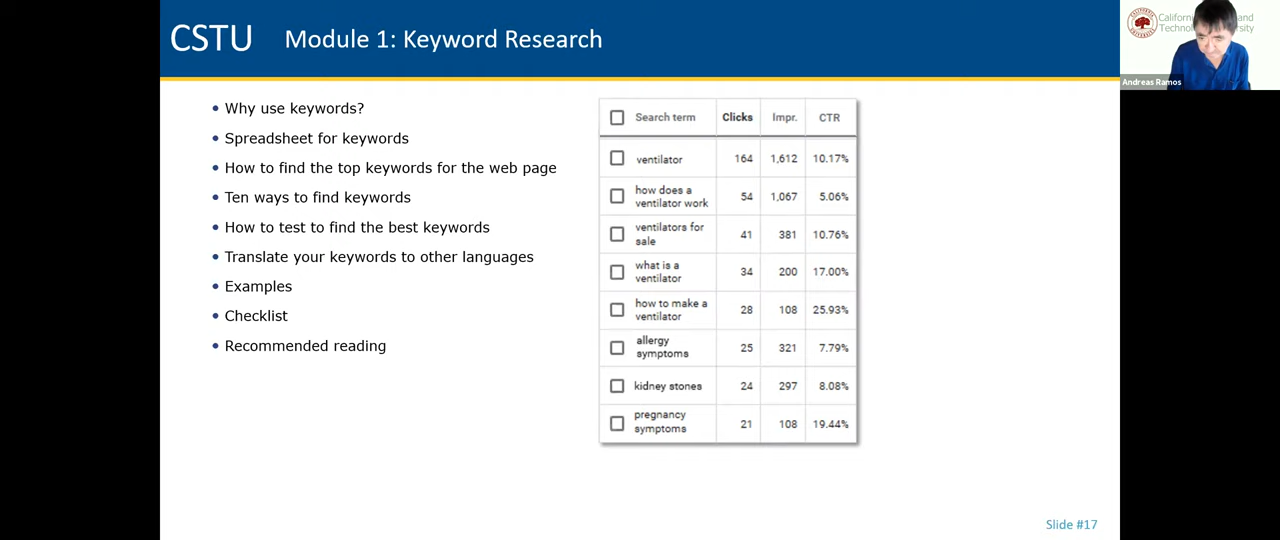 CSTU
Module 1: Keyword Research
Andreas Ramos
• Why use keywords?
• Spreadsheet for keywords
• How to find the top keywords for the web page
• Ten ways to find keywords
• How to test to find the best keywords
• Translate your keywords to other languages
• Examples
• Checklist
• Recommended reading
Search term Clicks Impr. CTR
ventilator 164 1,612 10.17%
how does a
ventilator work 54 1,067 5.06%
ventilators for
sale 41 381 10.76%
what is a
ventilator 34 200 17.00%
how to make a
ventilator 28 108 25.93%
allergy
symptoms 25 321 7.79%
kidney stones 24 297 8.08%
pregnancy
symptoms 21 108 19.44%
Slide #17